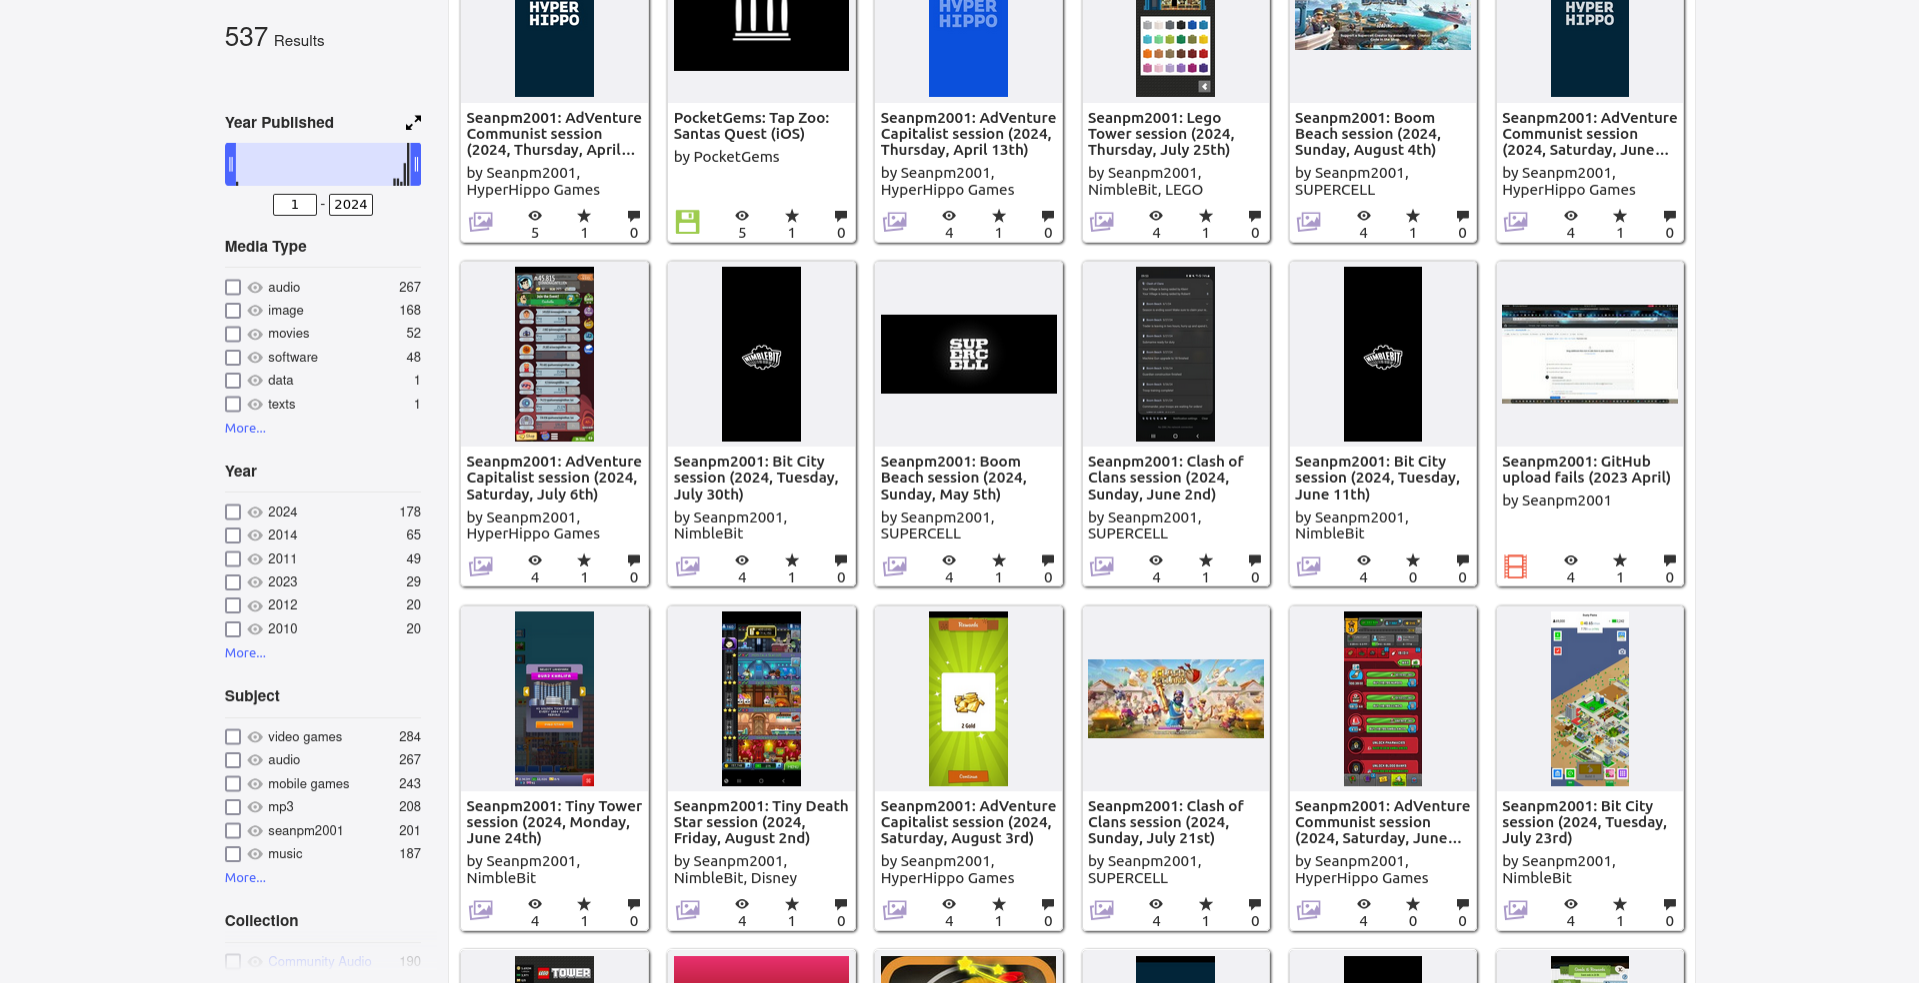 537 Results
Year Published
1 - 2024
Media Type
audio 267
image 168
movies 52
software 48
data 1
texts 1
More...
Year
2024 178
2014 65
2011 49
2023 29
2012 20
2010 20
More...
Subject
video games 284
audio 267
mobile games 243
mp3 208
seanpm2001 201
music 187
More...
Collection
Community Audio 190
HYPER
HIPPO
Seanpm2001: AdVenture
Communist session
(2024, Thursday, April...
by Seanpm2001,
HyperHippo Games
5 1 0
PocketGems: Tap Zoo:
Santas Quest (iOS)
by PocketGems
5 1 0
HYPER
HIPPO
Seanpm2001: AdVenture
Capitalist session (2024,
Thursday, April 13th)
by Seanpm2001,
HyperHippo Games
4 1 0
Seanpm2001: Lego
Tower session (2024,
Thursday, July 25th)
by Seanpm2001,
NimbleBit, LEGO
4 1 0
Seanpm2001: Boom
Beach session (2024,
Sunday, August 4th)
by Seanpm2001,
SUPERCELL
4 1 0
HYPER
HIPPO
Seanpm2001: AdVenture
Communist session
(2024, Saturday, June...
by Seanpm2001,
HyperHippo Games
4 1 0
Seanpm2001: AdVenture
Capitalist session (2024,
Saturday, July 6th)
by Seanpm2001,
HyperHippo Games
4 1 0
NIMBLEBIT
Seanpm2001: Bit City
session (2024, Tuesday,
July 30th)
by Seanpm2001,
NimbleBit
4 1 0
SUP
ERC
ELL
Seanpm2001: Boom
Beach session (2024,
Sunday, May 5th)
by Seanpm2001,
SUPERCELL
4 1 0
Seanpm2001: Clash of
Clans session (2024,
Sunday, June 2nd)
by Seanpm2001,
SUPERCELL
4 1 0
NIMBLEBIT
Seanpm2001: Bit City
session (2024, Tuesday,
June 11th)
by Seanpm2001,
NimbleBit
4 0 0
Seanpm2001: GitHub
upload fails (2023 April)
by Seanpm2001
4 1 0
Seanpm2001: Tiny Tower
session (2024, Monday,
June 24th)
by Seanpm2001,
NimbleBit
4 1 0
Seanpm2001: Tiny Death
Star session (2024,
Friday, August 2nd)
by Seanpm2001,
NimbleBit, Disney
4 1 0
Rewards
2 Gold
Continue
Seanpm2001: AdVenture
Capitalist session (2024,
Saturday, August 3rd)
by Seanpm2001,
HyperHippo Games
4 1 0
Seanpm2001: Clash of
Clans session (2024,
Sunday, July 21st)
by Seanpm2001,
SUPERCELL
4 1 0
Seanpm2001: AdVenture
Communist session
(2024, Saturday, June...
by Seanpm2001,
HyperHippo Games
4 0 0
Seanpm2001: Bit City
session (2024, Tuesday,
July 23rd)
by Seanpm2001,
NimbleBit
4 1 0
LEGO TOWER